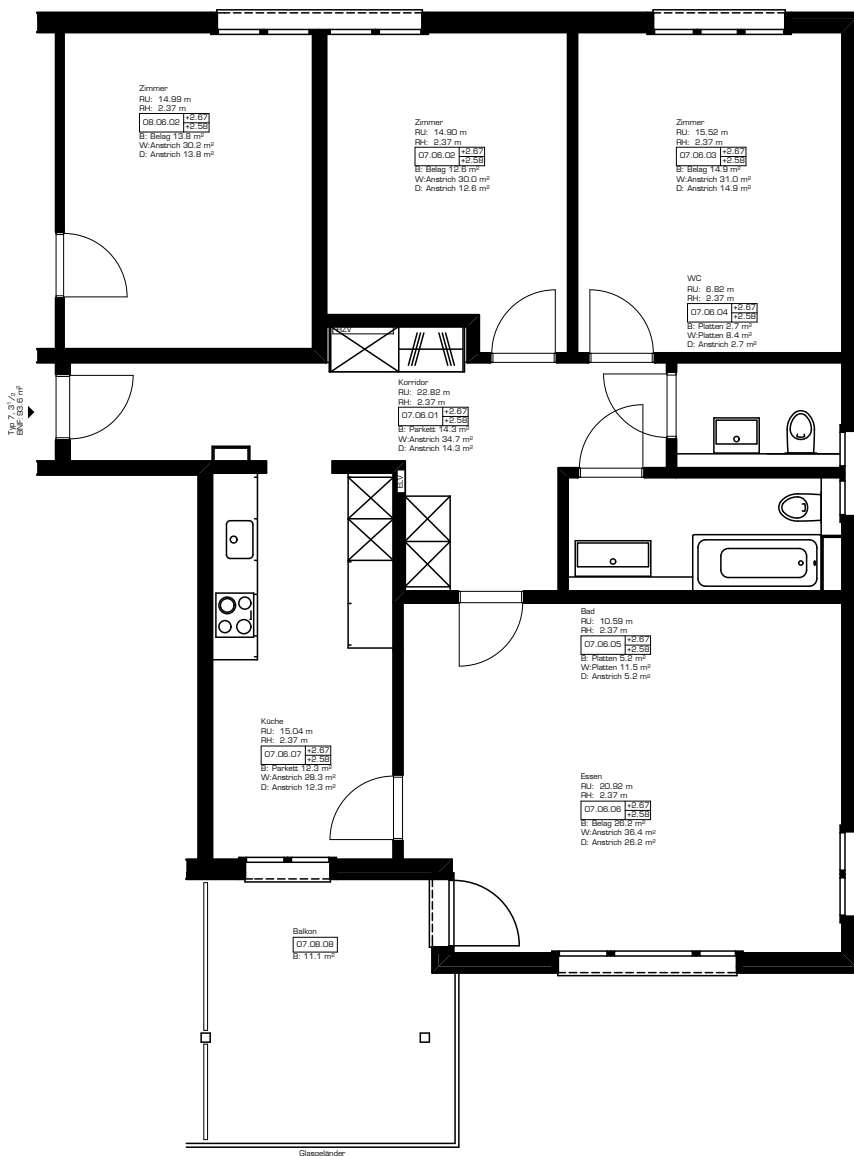 Zimmer
RU: 14.99 m
RH: 2.37 m
08.06.02 +2.67
+2.58
B: Belag 13.8 m²
W:Anstrich 30.2 m²
D: Anstrich 13.8 m²
Zimmer
RU: 14.90 m
RH: 2.37 m
07.06.02 +2.67
+2.58
B: Belag 12.6 m²
W:Anstrich 30.0 m²
D: Anstrich 12.6 m²
Zimmer
RU: 15.52 m
RH: 2.37 m
07.06.03 +2.67
+2.58
B: Belag 14.9 m²
W:Anstrich 31.0 m²
D: Anstrich 14.9 m²
WC
RU: 6.82 m
RH: 2.37 m
07.06.04 +2.67
+2.58
B: Platten 2.7 m²
W:Platten 8.4 m²
D: Anstrich 2.7 m²
Typ 7, 3½
BNF: 93.6 m²
Korridor
RU: 22.82 m
RH: 2.37 m
07.06.01 +2.67
+2.58
B: Parkett 14.3 m²
W:Anstrich 34.7 m²
D: Anstrich 14.3 m²
ELV
Bad
RU: 10.59 m
RH: 2.37 m
07.06.05 +2.67
+2.58
B: Platten 5.2 m²
W:Platten 11.5 m²
D: Anstrich 5.2 m²
Küche
RU: 15.04 m
RH: 2.37 m
07.06.07 +2.67
+2.58
B: Parkett 12.3 m²
W:Anstrich 28.3 m²
D: Anstrich 12.3 m²
Essen
RU: 20.92 m
RH: 2.37 m
07.06.06 +2.67
+2.58
B: Belag 26.2 m²
W:Anstrich 36.4 m²
D: Anstrich 26.2 m²
Balkon
07.08.08
B: 11.1 m²
Glasgeländer